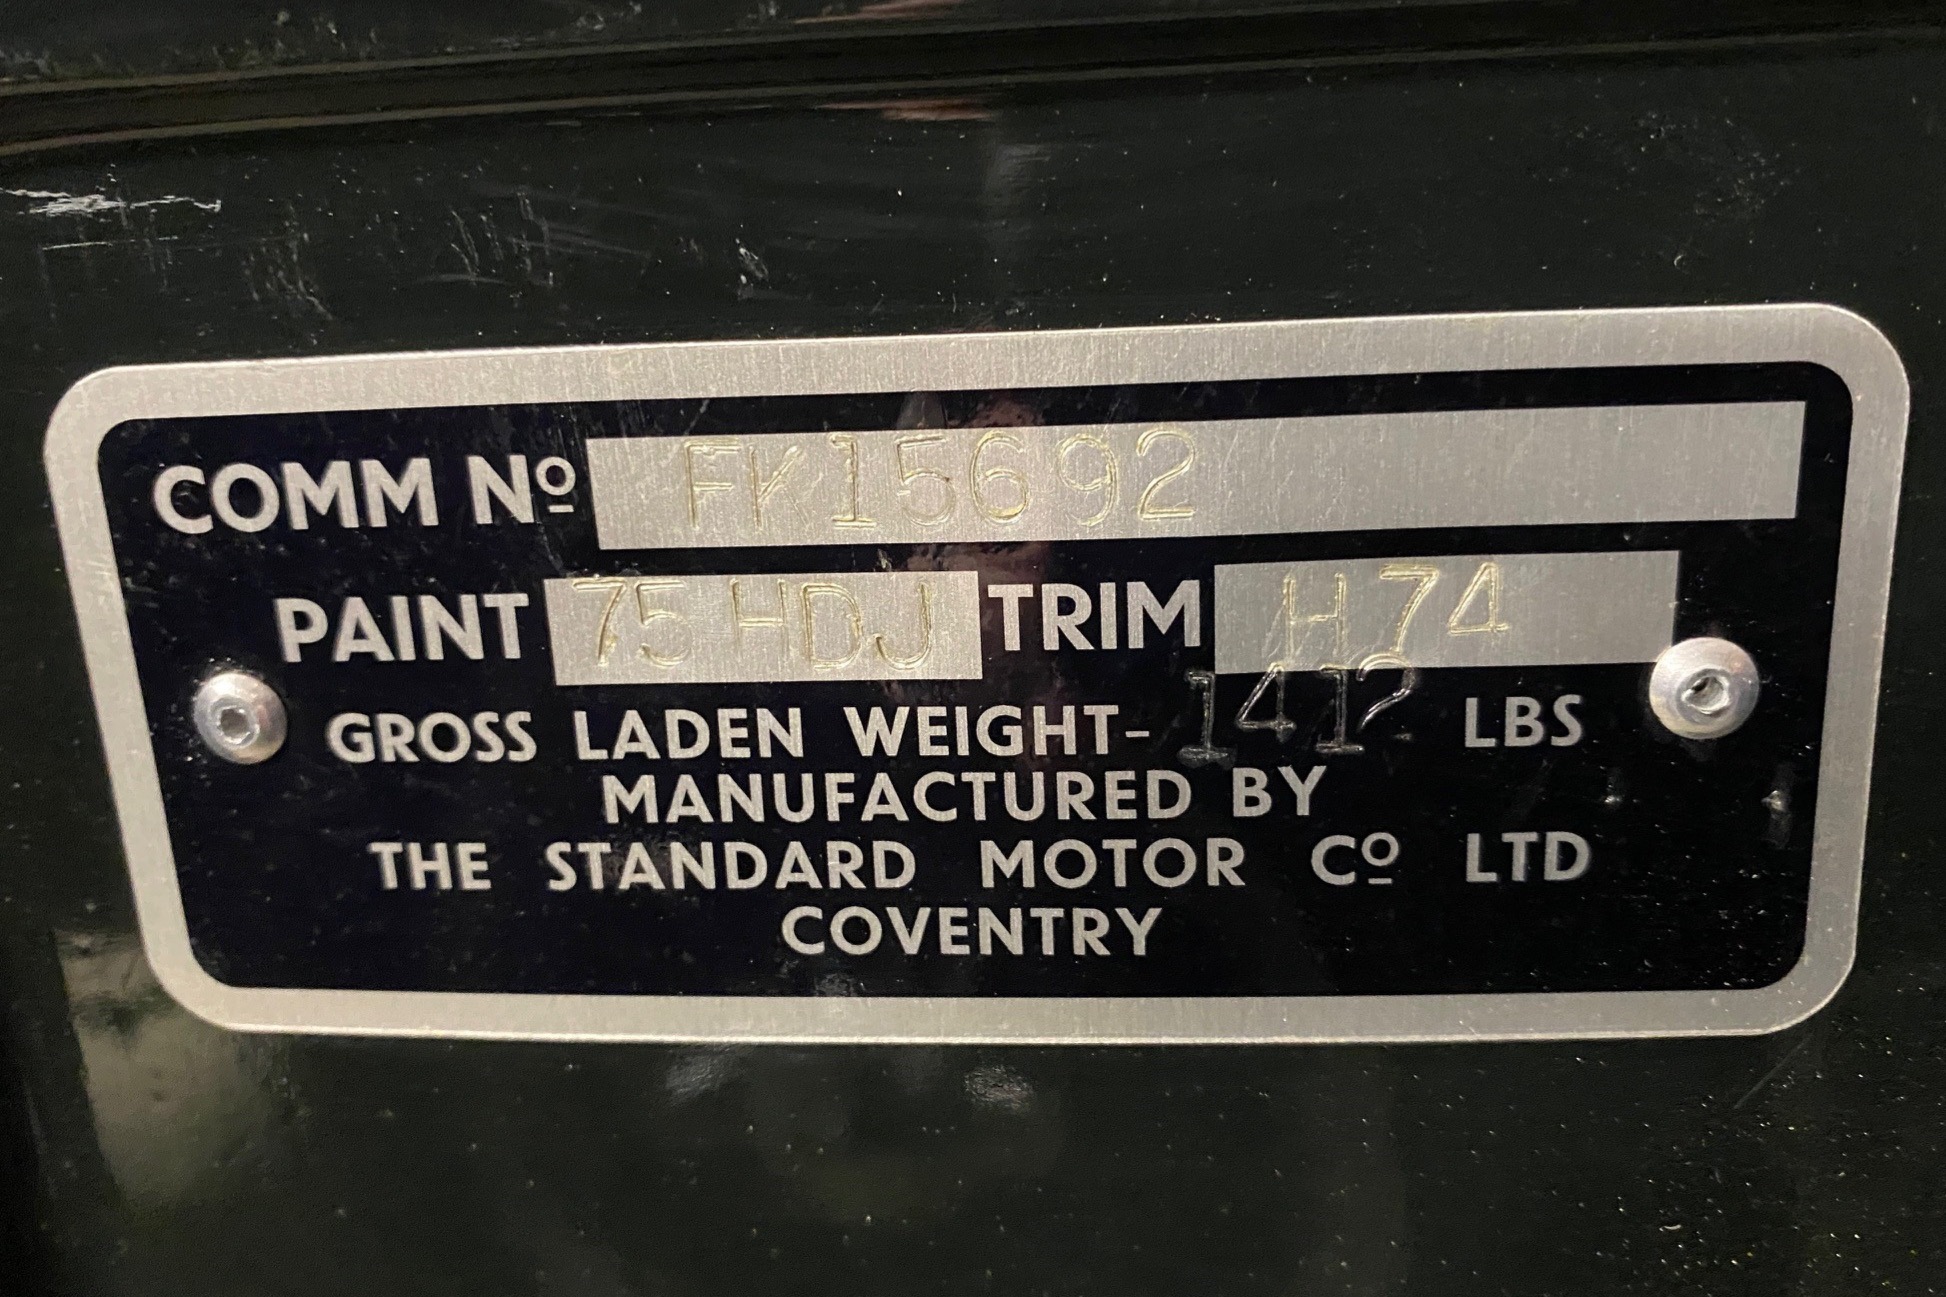 COMM Nº FK15692
PAINT 75 HDJ TRIM H74
GROSS LADEN WEIGHT- 1412 LBS
MANUFACTURED BY
THE STANDARD MOTOR Cº LTD
COVENTRY